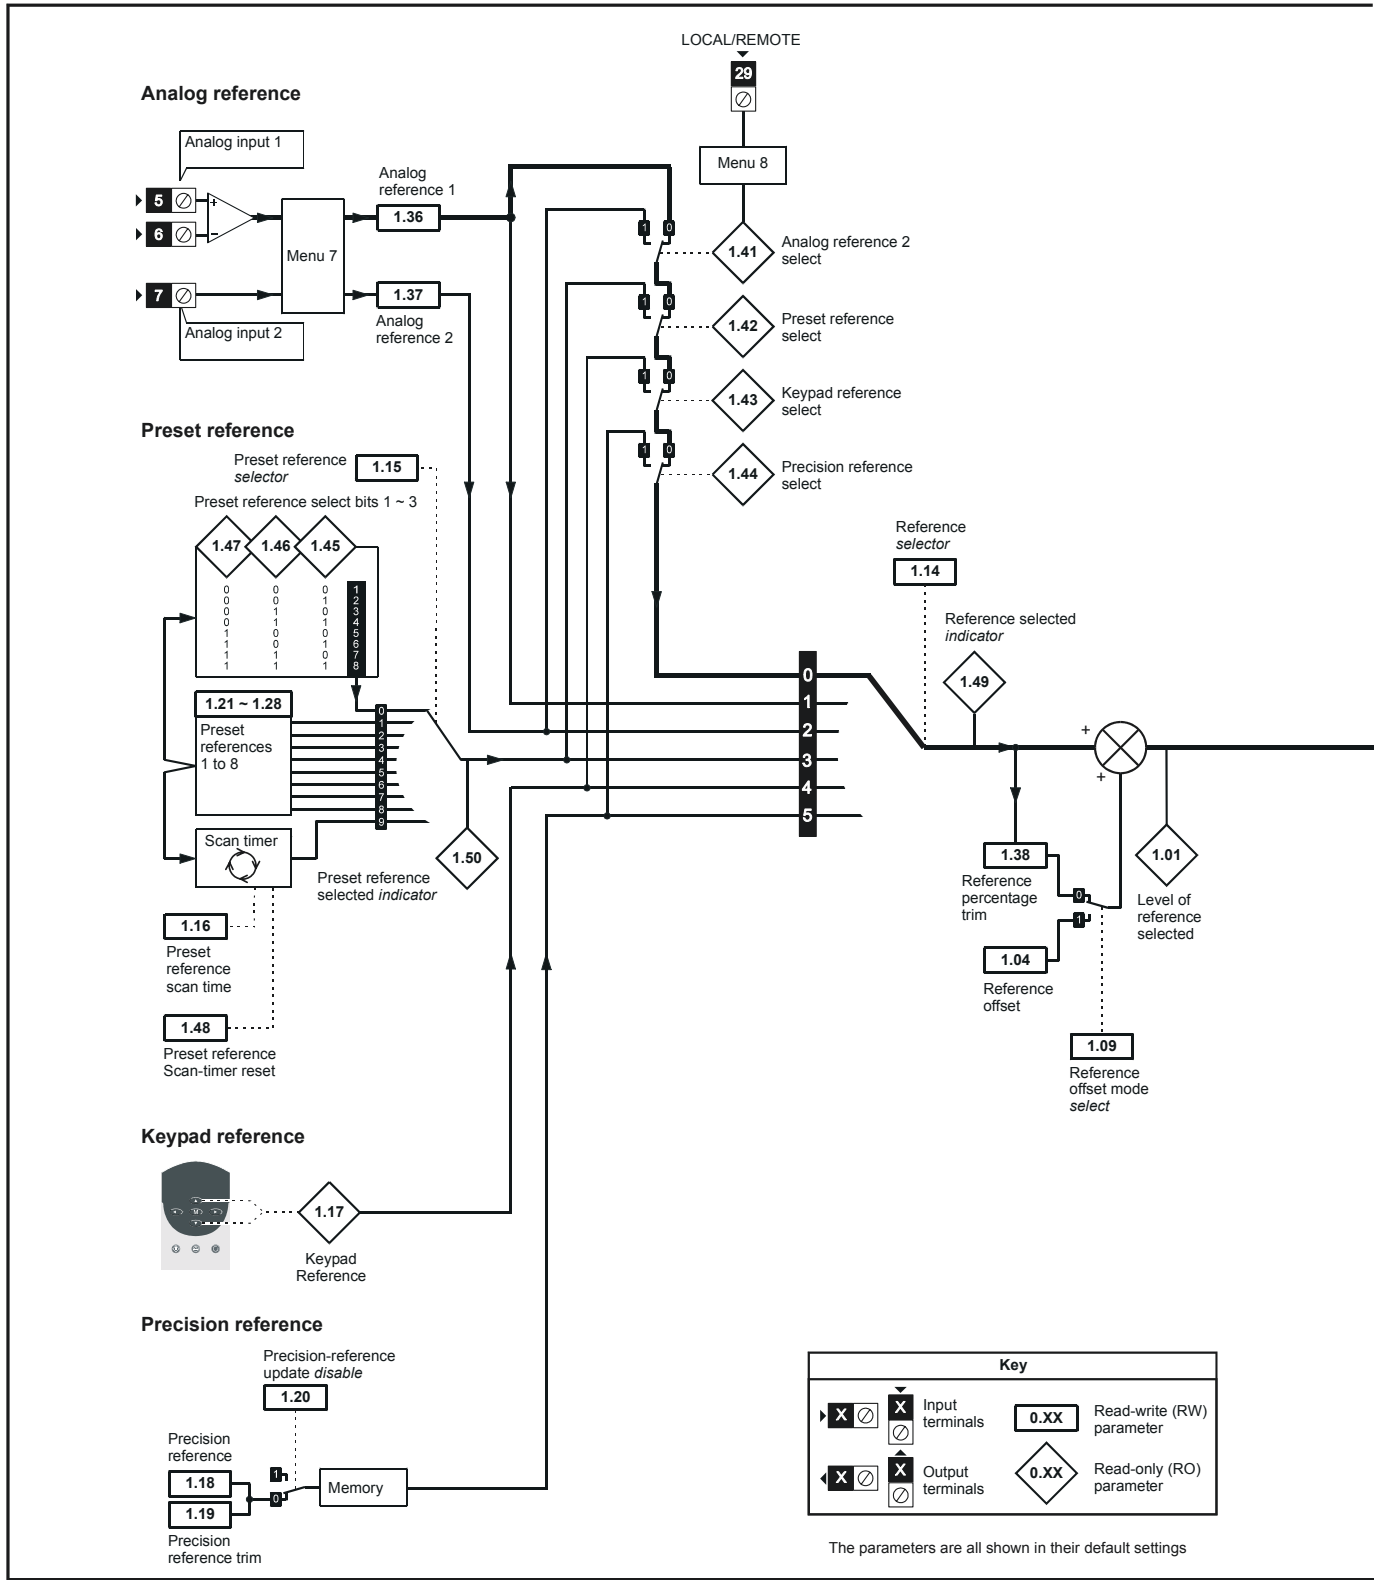 LOCAL/REMOTE
29
Menu 8
Analog reference
Analog input 1
5
+
6
−
Menu 7
7
Analog input 2
Analog
reference 1
1.36
1.37
Analog
reference 2
1 0
1.41
Analog reference 2
select
1 0
1.42
Preset reference
select
1 0
1.43
Keypad reference
select
1 0
1.44
Precision reference
select
Preset reference
Preset reference
selector
1.15
Preset reference select bits 1 ~ 3
1.47 1.46 1.45
0 0 0 1
0 0 1 2
0 1 0 3
0 1 1 4
1 0 0 5
1 0 1 6
1 1 0 7
1 1 1 8
1.21 ~ 1.28
Preset
references
1 to 8
0
1
2
3
4
5
6
7
8
9
Scan timer
1.50
Preset reference
selected indicator
1.16
Preset
reference
scan time
1.48
Preset reference
Scan-timer reset
0
1
2
3
4
5
Reference
selector
1.14
Reference selected
indicator
1.49
+
+
1.38
Reference
percentage
trim
0
1
1.04
Reference
offset
1.01
Level of
reference
selected
1.09
Reference
offset mode
select
Keypad reference
M
1.17
Keypad
Reference
Precision reference
Precision-reference
update disable
1.20
Precision
reference
1.18
1.19
Precision
reference trim
1
0
Memory
Key
X
X
Input
terminals
0.XX
Read-write (RW)
parameter
X
X
Output
terminals
0.XX
Read-only (RO)
parameter
The parameters are all shown in their default settings